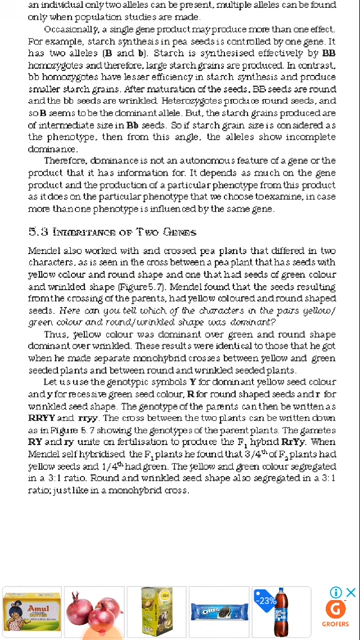 an individual only two alleles can be present, multiple alleles can be found
only when population studies are made.
Occasionally, a single gene product may produce more than one effect.
For example, starch synthesis in pea seeds is controlled by one gene. It
has two alleles (B and b). Starch is synthesised effectively by BB
homozygotes and therefore, large starch grains are produced. In contrast,
bb homozygotes have lesser efficiency in starch synthesis and produce
smaller starch grains. After maturation of the seeds, BB seeds are round
and the bb seeds are wrinkled. Heterozygotes produce round seeds, and
so B seems to be the dominant allele. But, the starch grains produced are
of intermediate size in Bb seeds. So if starch grain size is considered as
the phenotype, then from this angle, the alleles show incomplete
dominance.
Therefore, dominance is not an autonomous feature of a gene or the
product that it has information for. It depends as much on the gene
product and the production of a particular phenotype from this product
as it does on the particular phenotype that we choose to examine, in case
more than one phenotype is influenced by the same gene.
5.3 Inheritance of Two Genes
Mendel also worked with and crossed pea plants that differed in two
characters, as is seen in the cross between a pea plant that has seeds with
yellow colour and round shape and one that had seeds of green colour
and wrinkled shape (Figure5.7). Mendel found that the seeds resulting
from the crossing of the parents, had yellow coloured and round shaped
seeds. Here can you tell which of the characters in the pairs yellow/
green colour and round/wrinkled shape was dominant?
Thus, yellow colour was dominant over green and round shape
dominant over wrinkled. These results were identical to those that he got
when he made separate monohybrid crosses between yellow and green
seeded plants and between round and wrinkled seeded plants.
Let us use the genotypic symbols Y for dominant yellow seed colour
and y for recessive green seed colour, R for round shaped seeds and r for
wrinkled seed shape. The genotype of the parents can then be written as
RRYY and rryy. The cross between the two plants can be written down
as in Figure 5.7 showing the genotypes of the parent plants. The gametes
RY and ry unite on fertilisation to produce the F1 hybrid RrYy. When
Mendel self hybridised the F1 plants he found that 3/4th of F2 plants had
yellow seeds and 1/4th had green. The yellow and green colour segregated
in a 3:1 ratio. Round and wrinkled seed shape also segregated in a 3:1
ratio; just like in a monohybrid cross.
Amul
OREO
-23%
GROFERS